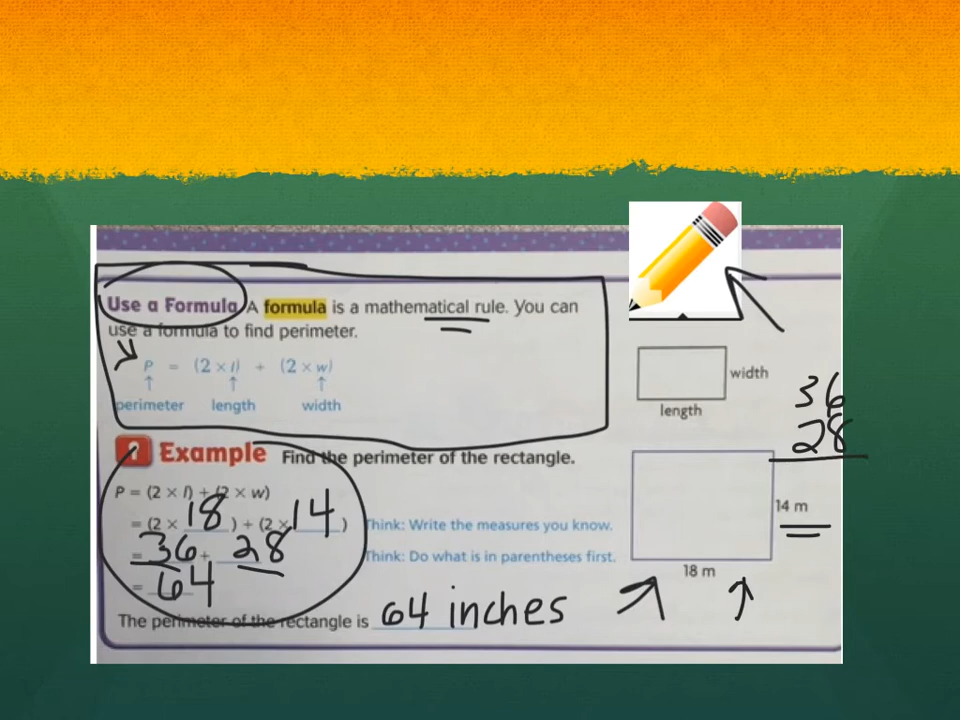 Use a Formula A formula is a mathematical rule. You can
use a formula to find perimeter.
P = (2 × l) + (2 × w)
perimeter length width
width
length
36
28
1 Example Find the perimeter of the rectangle.
P = (2 × l) + (2 × w)
= (2 × 18 ) + (2 × 14 ) Think: Write the measures you know.
= 36 + 28 Think: Do what is in parentheses first.
= 64
14 m
18 m
The perimeter of the rectangle is 64 inches